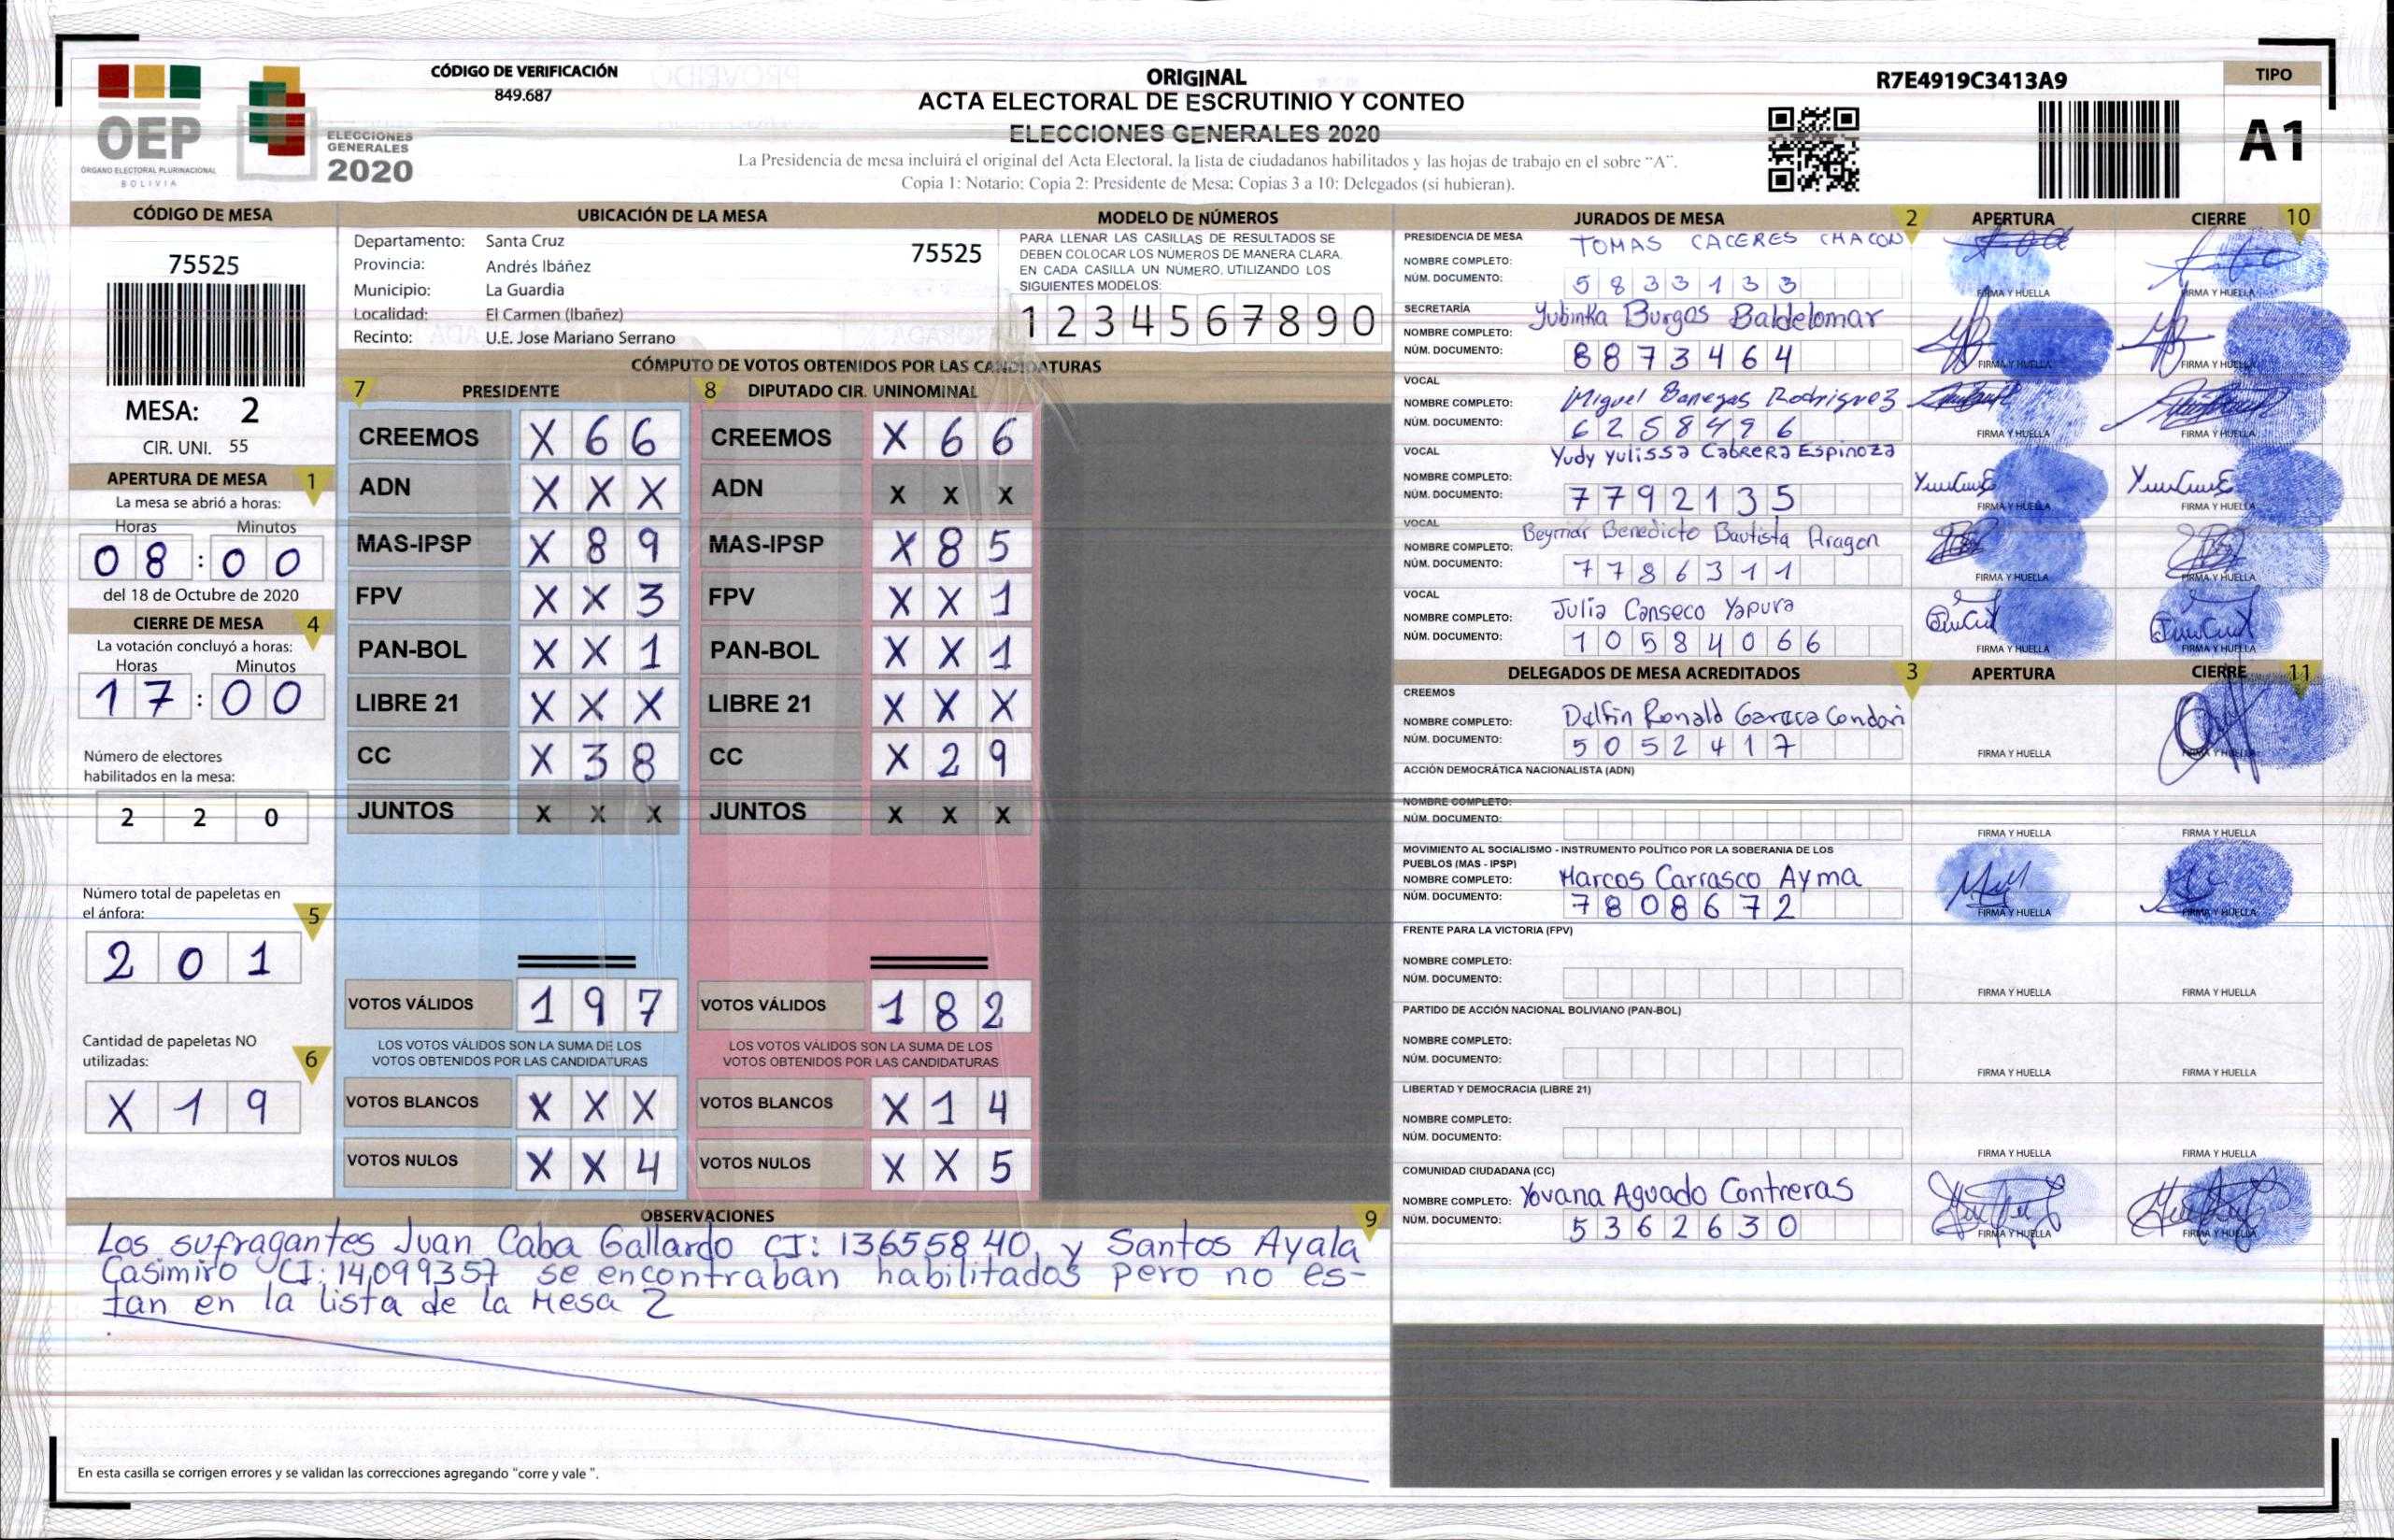 CÓDIGO DE VERIFICACIÓN
849.687
ORIGINAL
ACTA ELECTORAL DE ESCRUTINIO Y CONTEO
ELECCIONES GENERALES 2020
La Presidencia de mesa incluirá el original del Acta Electoral, la lista de ciudadanos habilitados y las hojas de trabajo en el sobre "A".
Copia 1: Notario; Copia 2: Presidente de Mesa; Copias 3 a 10: Delegados (si hubieran).
R7E4919C3413A9
TIPO
A1
OEP
ÓRGANO ELECTORAL PLURINACIONAL
BOLIVIA
ELECCIONES
GENERALES
2020
CÓDIGO DE MESA
75525
MESA: 2
CIR. UNI. 55
APERTURA DE MESA 1
La mesa se abrió a horas:
Horas Minutos
08:00
del 18 de Octubre de 2020
CIERRE DE MESA 4
La votación concluyó a horas:
Horas Minutos
17:00
Número de electores
habilitados en la mesa:
2 2 0
Número total de papeletas en
el ánfora: 5
2 0 1
Cantidad de papeletas NO
utilizadas: 6
X 1 9
UBICACIÓN DE LA MESA
Departamento: Santa Cruz 75525
Provincia: Andrés Ibáñez
Municipio: La Guardia
Localidad: El Carmen (Ibañez)
Recinto: U.E. Jose Mariano Serrano
MODELO DE NÚMEROS
PARA LLENAR LAS CASILLAS DE RESULTADOS SE
DEBEN COLOCAR LOS NÚMEROS DE MANERA CLARA.
EN CADA CASILLA UN NÚMERO, UTILIZANDO LOS
SIGUIENTES MODELOS:
1 2 3 4 5 6 7 8 9 0
CÓMPUTO DE VOTOS OBTENIDOS POR LAS CANDIDATURAS
7 PRESIDENTE 8 DIPUTADO CIR. UNINOMINAL
CREEMOS X 6 6 CREEMOS X 6 6
ADN X X X ADN X X X
MAS-IPSP X 8 9 MAS-IPSP X 8 5
FPV X X 3 FPV X X 1
PAN-BOL X X 1 PAN-BOL X X 1
LIBRE 21 X X X LIBRE 21 X X X
CC X 3 8 CC X 2 9
JUNTOS X X X JUNTOS X X X
VOTOS VÁLIDOS 1 9 7 VOTOS VÁLIDOS 1 8 2
LOS VOTOS VÁLIDOS SON LA SUMA DE LOS LOS VOTOS VÁLIDOS SON LA SUMA DE LOS
VOTOS OBTENIDOS POR LAS CANDIDATURAS VOTOS OBTENIDOS POR LAS CANDIDATURAS
VOTOS BLANCOS X X X VOTOS BLANCOS X 1 4
VOTOS NULOS X X 4 VOTOS NULOS X X 5
OBSERVACIONES 9
Los sufragantes Juan Caba Gallardo CI: 13655840, y Santos Ayala
Casimiro CI: 14099357 se encontraban habilitados pero no es-
tan en la lista de la Mesa 2
En esta casilla se corrigen errores y se validan las correcciones agregando "corre y vale ".
JURADOS DE MESA 2 APERTURA CIERRE 10
PRESIDENCIA DE MESA
NOMBRE COMPLETO: TOMAS CACERES CHACON
NÚM. DOCUMENTO: 5833133
FIRMA Y HUELLA FIRMA Y HUELLA
SECRETARÍA
NOMBRE COMPLETO: Yubinka Burgos Baldelomar
NÚM. DOCUMENTO: 8873464
FIRMA Y HUELLA FIRMA Y HUELLA
VOCAL
NOMBRE COMPLETO: Miguel Banegas Rodriguez
NÚM. DOCUMENTO: 6258496
FIRMA Y HUELLA FIRMA Y HUELLA
VOCAL
NOMBRE COMPLETO: Yudy Yulissa Cabrera Espinoza
NÚM. DOCUMENTO: 7792135
FIRMA Y HUELLA FIRMA Y HUELLA
VOCAL
NOMBRE COMPLETO: Beymar Benedicto Bautista Aragon
NÚM. DOCUMENTO: 7786311
FIRMA Y HUELLA FIRMA Y HUELLA
VOCAL
NOMBRE COMPLETO: Julia Canseco Yapura
NÚM. DOCUMENTO: 10584066
FIRMA Y HUELLA FIRMA Y HUELLA
DELEGADOS DE MESA ACREDITADOS 3 APERTURA CIERRE 11
CREEMOS
NOMBRE COMPLETO: Delfin Ronald Gareca Condori
NÚM. DOCUMENTO: 5052417
FIRMA Y HUELLA FIRMA Y HUELLA
ACCIÓN DEMOCRÁTICA NACIONALISTA (ADN)
NOMBRE COMPLETO:
NÚM. DOCUMENTO:
FIRMA Y HUELLA FIRMA Y HUELLA
MOVIMIENTO AL SOCIALISMO - INSTRUMENTO POLÍTICO POR LA SOBERANIA DE LOS
PUEBLOS (MAS - IPSP)
NOMBRE COMPLETO: Marcos Carrasco Ayma
NÚM. DOCUMENTO: 7808672
FIRMA Y HUELLA FIRMA Y HUELLA
FRENTE PARA LA VICTORIA (FPV)
NOMBRE COMPLETO:
NÚM. DOCUMENTO:
FIRMA Y HUELLA FIRMA Y HUELLA
PARTIDO DE ACCIÓN NACIONAL BOLIVIANO (PAN-BOL)
NOMBRE COMPLETO:
NÚM. DOCUMENTO:
FIRMA Y HUELLA FIRMA Y HUELLA
LIBERTAD Y DEMOCRACIA (LIBRE 21)
NOMBRE COMPLETO:
NÚM. DOCUMENTO:
FIRMA Y HUELLA FIRMA Y HUELLA
COMUNIDAD CIUDADANA (CC)
NOMBRE COMPLETO: Yovana Aguado Contreras
NÚM. DOCUMENTO: 5362630
FIRMA Y HUELLA FIRMA Y HUELLA